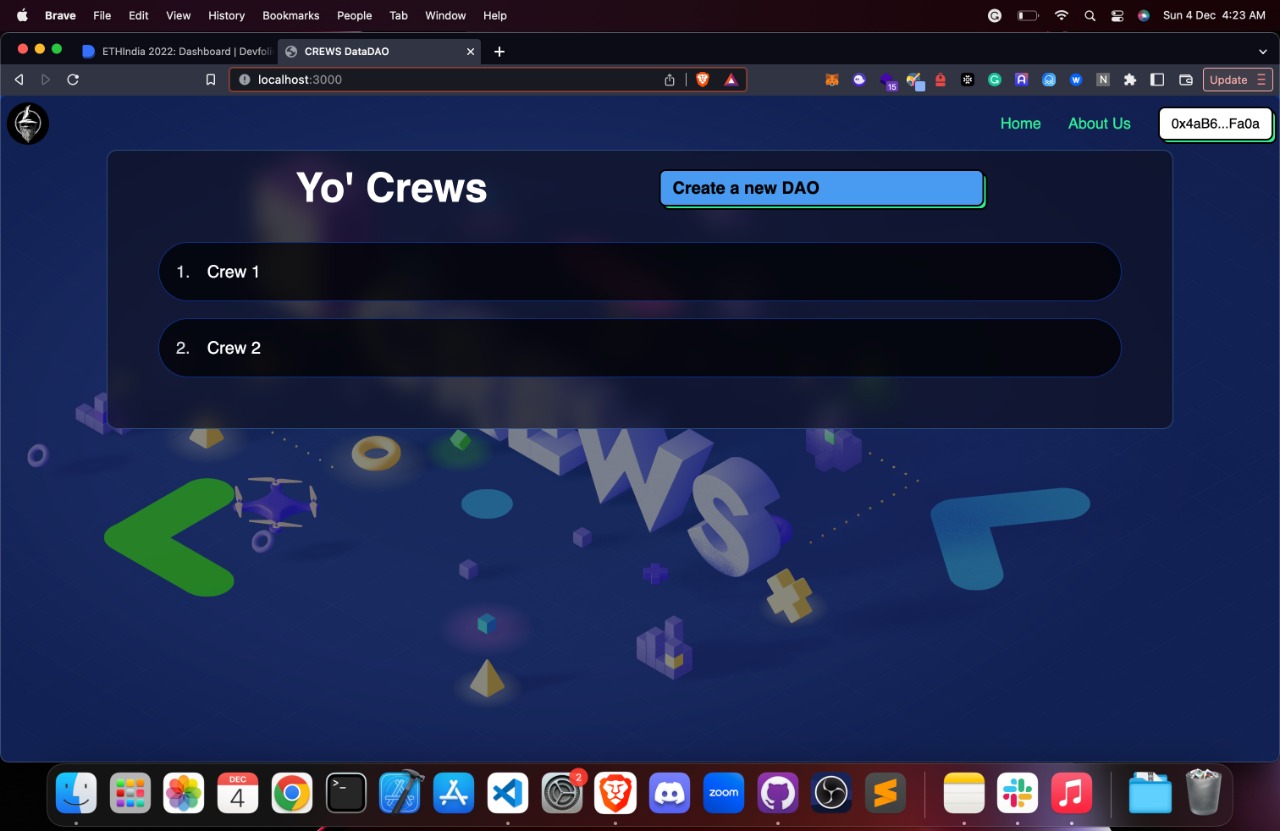 Brave File Edit View History Bookmarks People Tab Window Help Sun 4 Dec 4:23 AM
ETHIndia 2022: Dashboard | Devfoli CREWS DataDAO
localhost:3000 15 Update
Home About Us 0x4aB6...Fa0a
Yo' Crews Create a new DAO
1. Crew 1
2. Crew 2
EWS
DEC
4
2
zoom